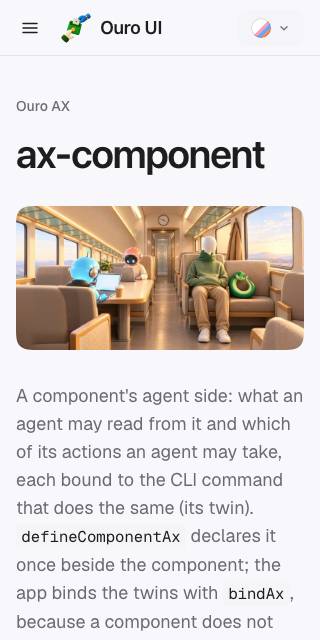 Ouro UI
Ouro AX
ax-component
A component's agent side: what an
agent may read from it and which
of its actions an agent may take,
each bound to the CLI command
that does the same (its twin).
defineComponentAx declares it
once beside the component; the
app binds the twins with bindAx ,
because a component does not